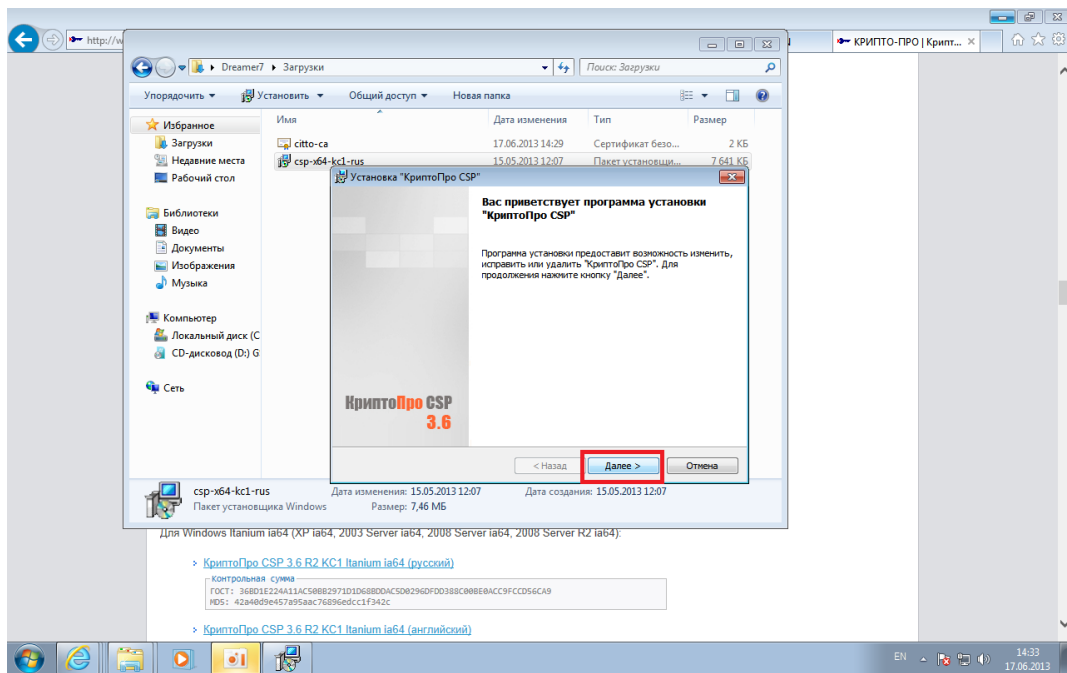 http://w
КРИПТО-ПРО | Крипт...
Dreamer7 ▸ Загрузки
Поиск: Загрузки
Упорядочить
Установить
Общий доступ
Новая папка
Имя
Дата изменения
Тип
Размер
Избранное
Загрузки
Недавние места
Рабочий стол
Библиотеки
Видео
Документы
Изображения
Музыка
Компьютер
Локальный диск (C
CD-дисковод (D:) G
Сеть
citto-ca
17.06.2013 14:29
Сертификат безо...
2 КБ
csp-x64-kc1-rus
15.05.2013 12:07
Пакет установщи...
7 641 КБ
Установка "КриптоПро CSP"
Вас приветствует программа установки
"КриптоПро CSP"
Программа установки предоставит возможность изменить,
исправить или удалить "КриптоПро CSP". Для
продолжения нажмите кнопку "Далее".
КриптоПро CSP
3.6
< Назад
Далее >
Отмена
csp-x64-kc1-rus
Дата изменения: 15.05.2013 12:07
Дата создания: 15.05.2013 12:07
Пакет установщика Windows
Размер: 7,46 МБ
Для Windows Itanium ia64 (XP ia64, 2003 Server ia64, 2008 Server ia64, 2008 Server R2 ia64):
КриптоПро CSP 3.6 R2 КС1 Itanium ia64 (русский)
Контрольная сумма
ГОСТ:
MD5: 42a40d9e457a95aac76896edcc1f342c
КриптоПро CSP 3.6 R2 КС1 Itanium ia64 (английский)
EN
14:33
17.06.2013